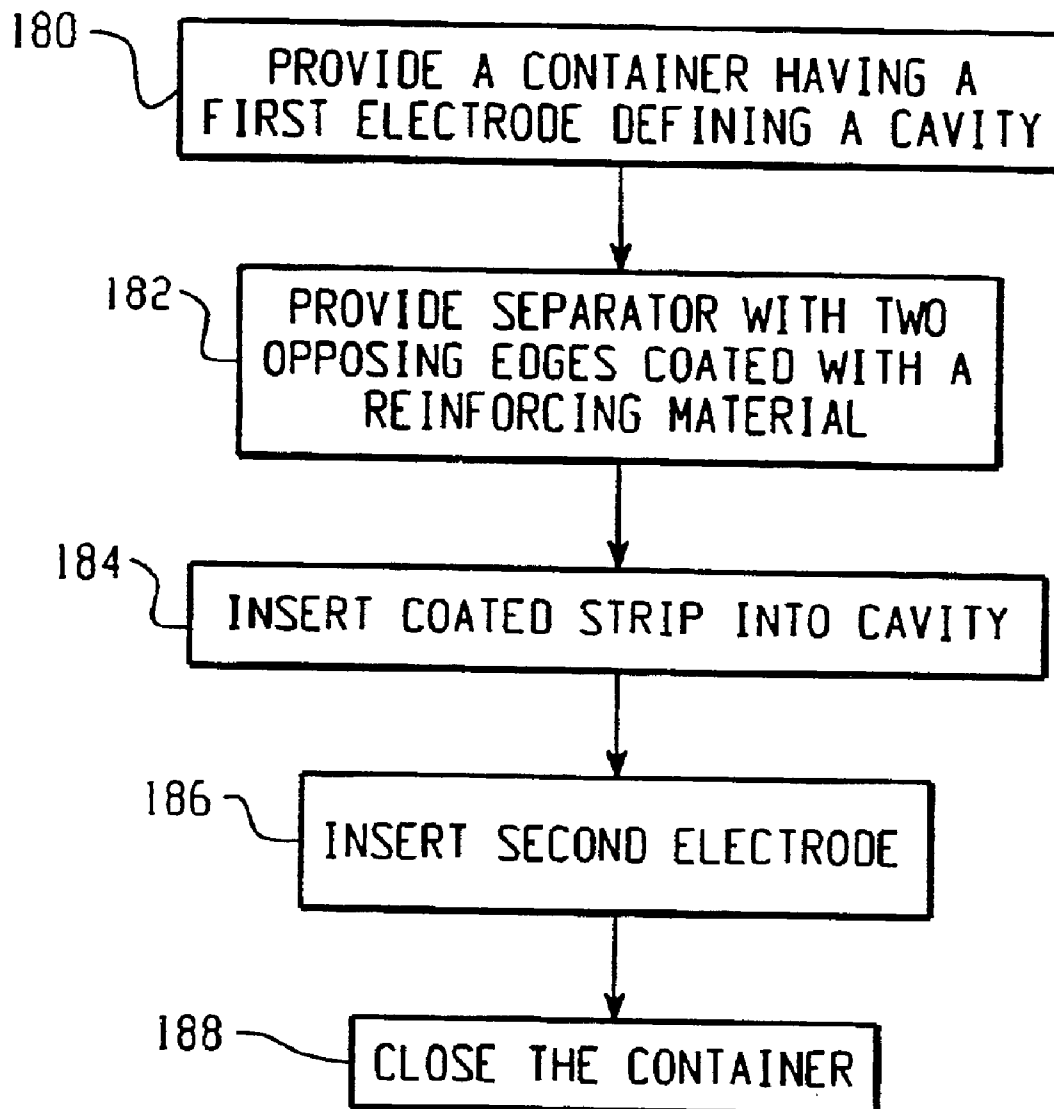 180
PROVIDE A CONTAINER HAVING A
FIRST ELECTRODE DEFINING A CAVITY
182
PROVIDE SEPARATOR WITH TWO
OPPOSING EDGES COATED WITH A
REINFORCING MATERIAL
184
INSERT COATED STRIP INTO CAVITY
186
INSERT SECOND ELECTRODE
188
CLOSE THE CONTAINER